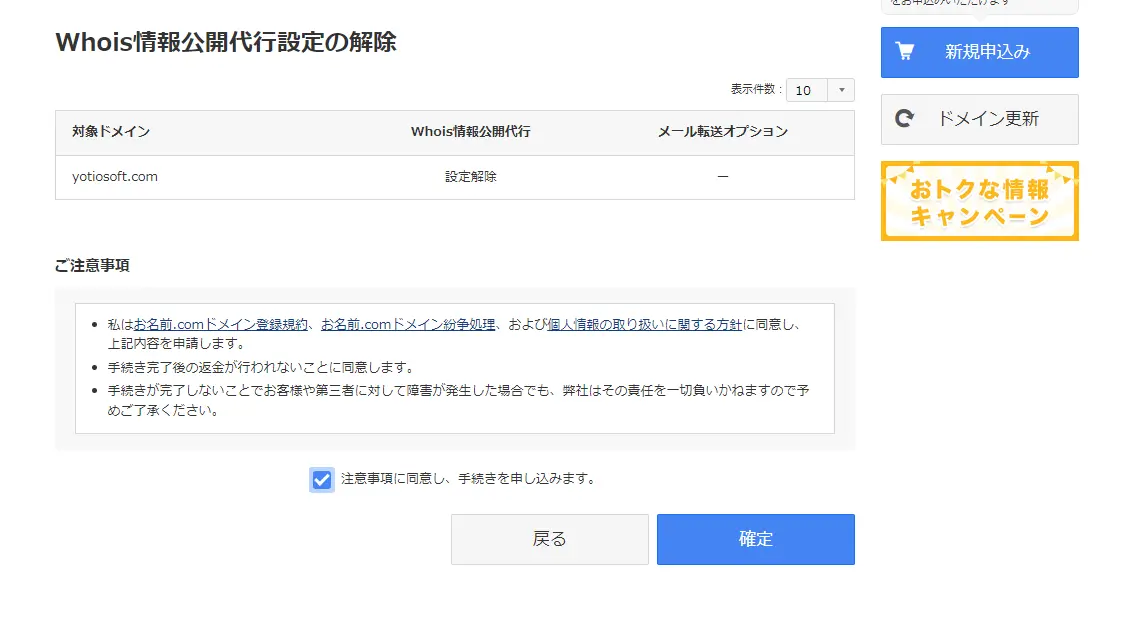 をお申込みいただけます
Whois情報公開代行設定の解除
新規申込み
表示件数 : 10
ドメイン更新
対象ドメイン Whois情報公開代行 メール転送オプション
yotiosoft.com 設定解除 ー
おトクな情報
キャンペーン
ご注意事項
• 私はお名前.comドメイン登録規約、お名前.comドメイン紛争処理、および個人情報の取り扱いに関する方針に同意し、
上記内容を申請します。
• 手続き完了後の返金が行われないことに同意します。
• 手続きが完了しないことでお客様や第三者に対して障害が発生した場合でも、弊社はその責任を一切負いかねますので予
めご了承ください。
注意事項に同意し、手続きを申し込みます。
戻る 確定